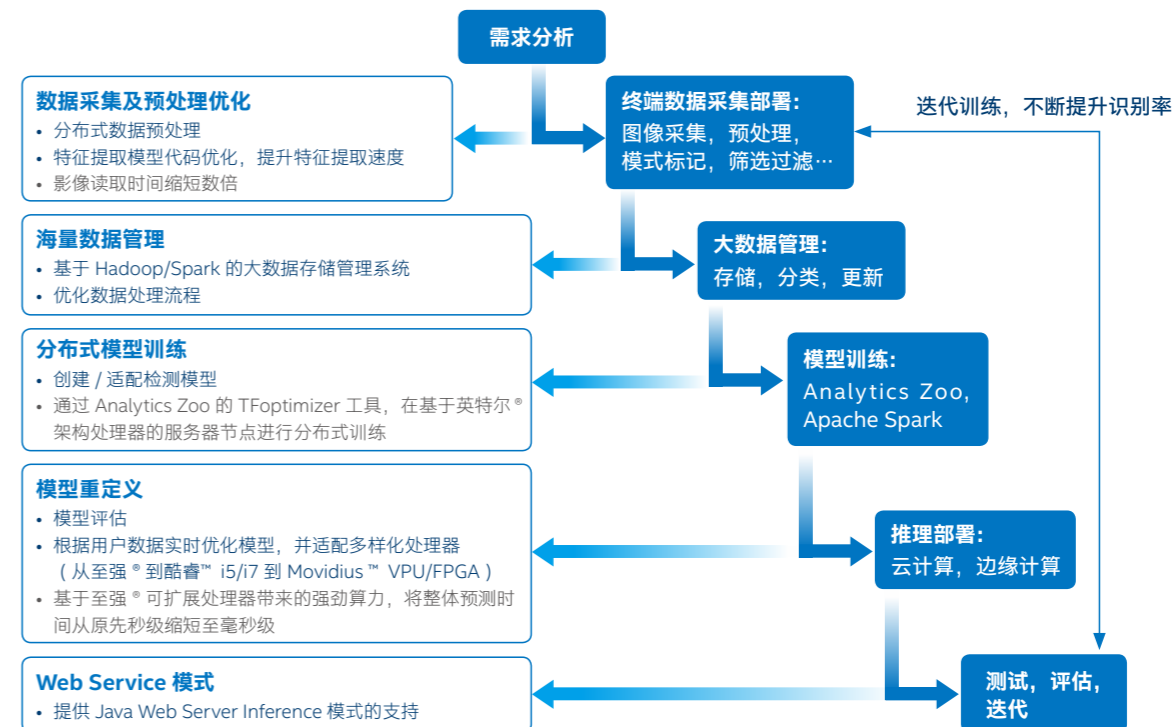 需求分析
数据采集及预处理优化
• 分布式数据预处理
• 特征提取模型代码优化，提升特征提取速度
• 影像读取时间缩短数倍
终端数据采集部署：
图像采集，预处理，
模式标记，筛选过滤…
迭代训练，不断提升识别率
海量数据管理
• 基于 Hadoop/Spark 的大数据存储管理系统
• 优化数据处理流程
大数据管理：
存储，分类，更新
分布式模型训练
• 创建 / 适配检测模型
• 通过 Analytics Zoo 的 TFoptimizer 工具，在基于英特尔®
架构处理器的服务器节点进行分布式训练
模型训练：
Analytics Zoo,
Apache Spark
模型重定义
• 模型评估
• 根据用户数据实时优化模型，并适配多样化处理器
（从至强® 到酷睿™ i5/i7 到 Movidius™ VPU/FPGA）
• 基于至强® 可扩展处理器带来的强劲算力，将整体预测时
间从原先秒级缩短至毫秒级
推理部署：
云计算，边缘计算
Web Service 模式
• 提供 Java Web Server Inference 模式的支持
测试，评估，
迭代